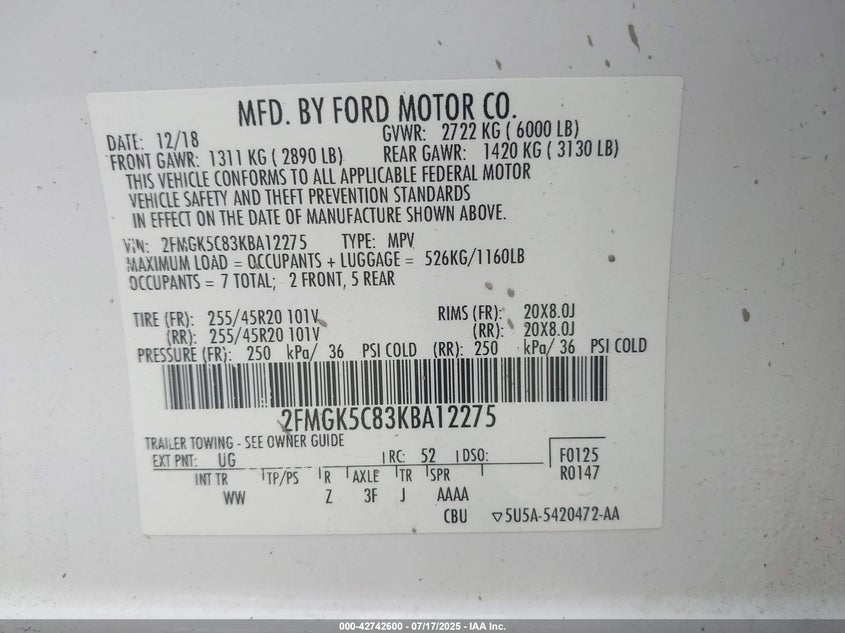 MFD. BY FORD MOTOR CO.
DATE: 12/18 GVWR: 2722 KG ( 6000 LB)
FRONT GAWR: 1311 KG ( 2890 LB) REAR GAWR: 1420 KG ( 3130 LB)
THIS VEHICLE CONFORMS TO ALL APPLICABLE FEDERAL MOTOR
VEHICLE SAFETY AND THEFT PREVENTION STANDARDS
IN EFFECT ON THE DATE OF MANUFACTURE SHOWN ABOVE.
VIN: 2FMGK5C83KBA12275 TYPE: MPV
MAXIMUM LOAD = OCCUPANTS + LUGGAGE = 526KG/1160LB
OCCUPANTS = 7 TOTAL; 2 FRONT, 5 REAR
TIRE (FR): 255/45R20 101V RIMS (FR): 20X8.0J
(RR): 255/45R20 101V (RR): 20X8.0J
PRESSURE (FR): 250 kPa/ 36 PSI COLD (RR): 250 kPa/ 36 PSI COLD
2FMGK5C83KBA12275
TRAILER TOWING - SEE OWNER GUIDE
EXT PNT: UG RC: 52 DSO: F0125
INT TR TP/PS R AXLE TR SPR R0147
WW Z 3F J AAAA
CBU ▽5U5A-5420472-AA
000-42742600 - 07/17/2025 - IAA Inc.